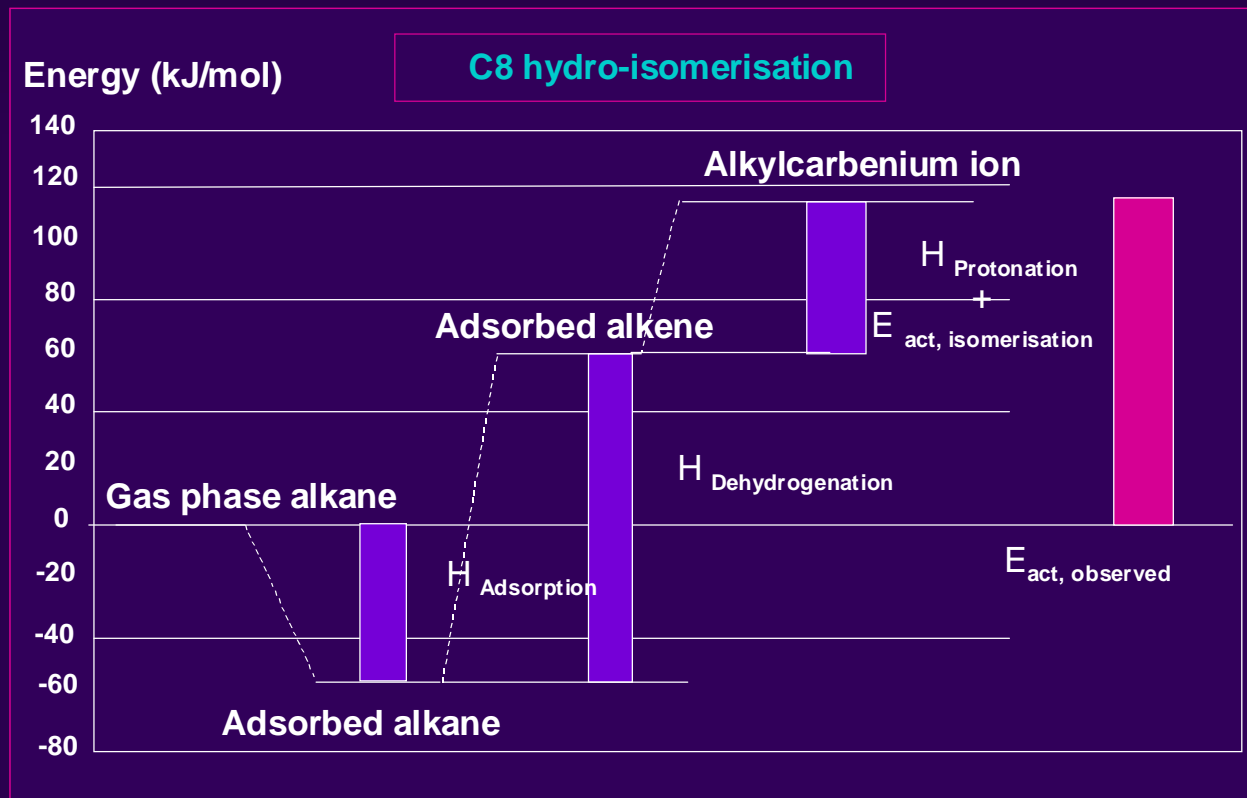 C8 hydro-isomerisation
Energy (kJ/mol)
140
120
100
80
60
40
20
0
-20
-40
-60
-80
Alkylcarbenium ion
H Protonation
+
E act, isomerisation
Adsorbed alkene
H Dehydrogenation
Gas phase alkane
H Adsorption
E act, observed
Adsorbed alkane